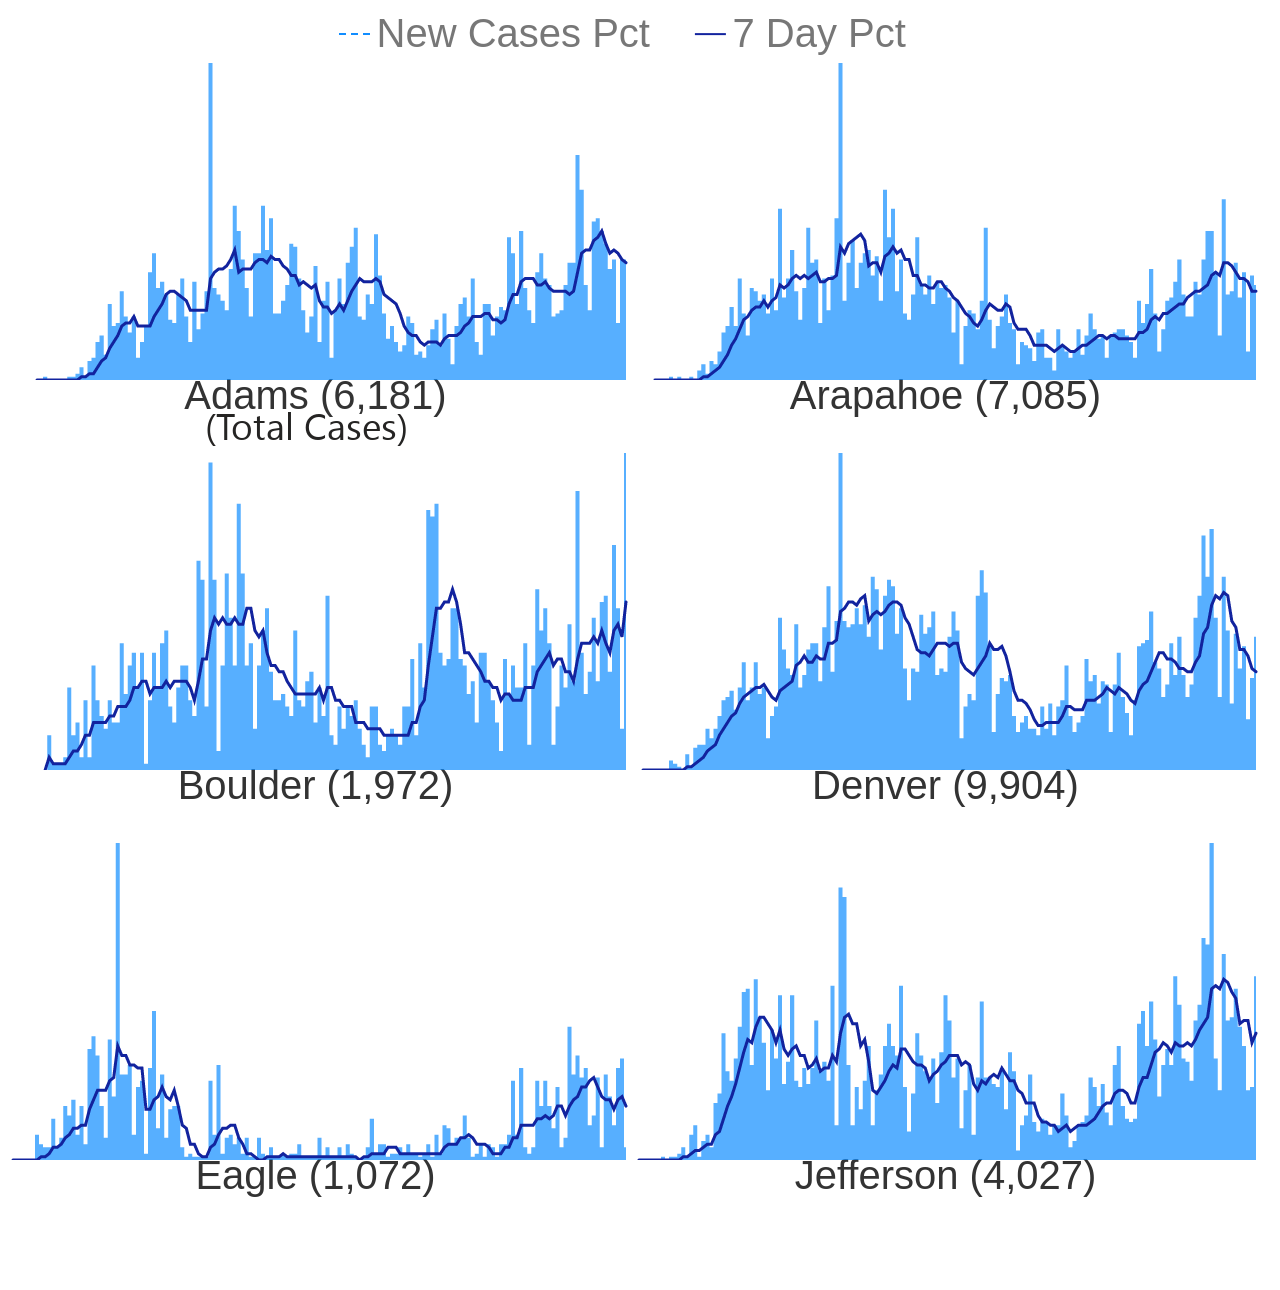 New Cases Pct 7 Day Pct
Adams (6,181) Arapahoe (7,085)
(Total Cases)
Boulder (1,972) Denver (9,904)
Eagle (1,072) Jefferson (4,027)